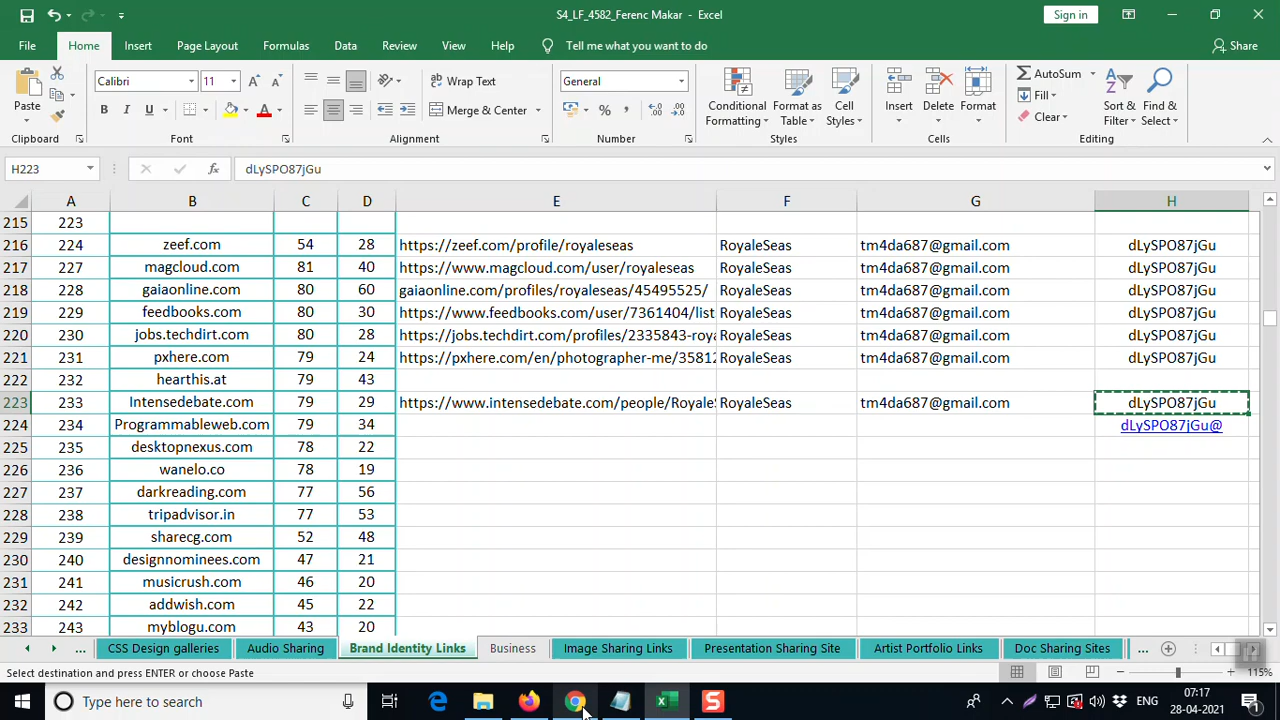 S4_LF_4582_Ferenc Makar - Excel
Sign in
File Home Insert Page Layout Formulas Data Review View Help Tell me what you want to do Share
Calibri 11 Wrap Text General AutoSum
Fill
Paste B I U Merge & Center % Conditional Formatting Format as Table Cell Styles Insert Delete Format Clear Sort & Filter Find & Select
Clipboard Font Alignment Number Styles Cells Editing
H223 fx dLySPO87jGu
A B C D E F G H
215 223
216 224 zeef.com 54 28 https://zeef.com/profile/royaleseas RoyaleSeas tm4da687@gmail.com dLySPO87jGu
217 227 magcloud.com 81 40 https://www.magcloud.com/user/royaleseas RoyaleSeas tm4da687@gmail.com dLySPO87jGu
218 228 gaiaonline.com 80 60 gaiaonline.com/profiles/royaleseas/45495525/ RoyaleSeas tm4da687@gmail.com dLySPO87jGu
219 229 feedbooks.com 80 30 https://www.feedbooks.com/user/7361404/list RoyaleSeas tm4da687@gmail.com dLySPO87jGu
220 230 jobs.techdirt.com 80 28 https://jobs.techdirt.com/profiles/2335843-roya RoyaleSeas tm4da687@gmail.com dLySPO87jGu
221 231 pxhere.com 79 24 https://pxhere.com/en/photographer-me/35812 RoyaleSeas tm4da687@gmail.com dLySPO87jGu
222 232 hearthis.at 79 43
223 233 Intensedebate.com 79 29 https://www.intensedebate.com/people/RoyaleS RoyaleSeas tm4da687@gmail.com dLySPO87jGu
224 234 Programmableweb.com 79 34 dLySPO87jGu@
225 235 desktopnexus.com 78 22
226 236 wanelo.co 78 19
227 237 darkreading.com 77 56
228 238 tripadvisor.in 77 53
229 239 sharecg.com 52 48
230 240 designnominees.com 47 21
231 241 musicrush.com 46 20
232 242 addwish.com 45 22
233 243 myblogu.com 43 20
... CSS Design galleries Audio Sharing Brand Identity Links Business Image Sharing Links Presentation Sharing Site Artist Portfolio Links Doc Sharing Sites ...
Select destination and press ENTER or choose Paste 115%
Type here to search ENG 07:17
28-04-2021 1